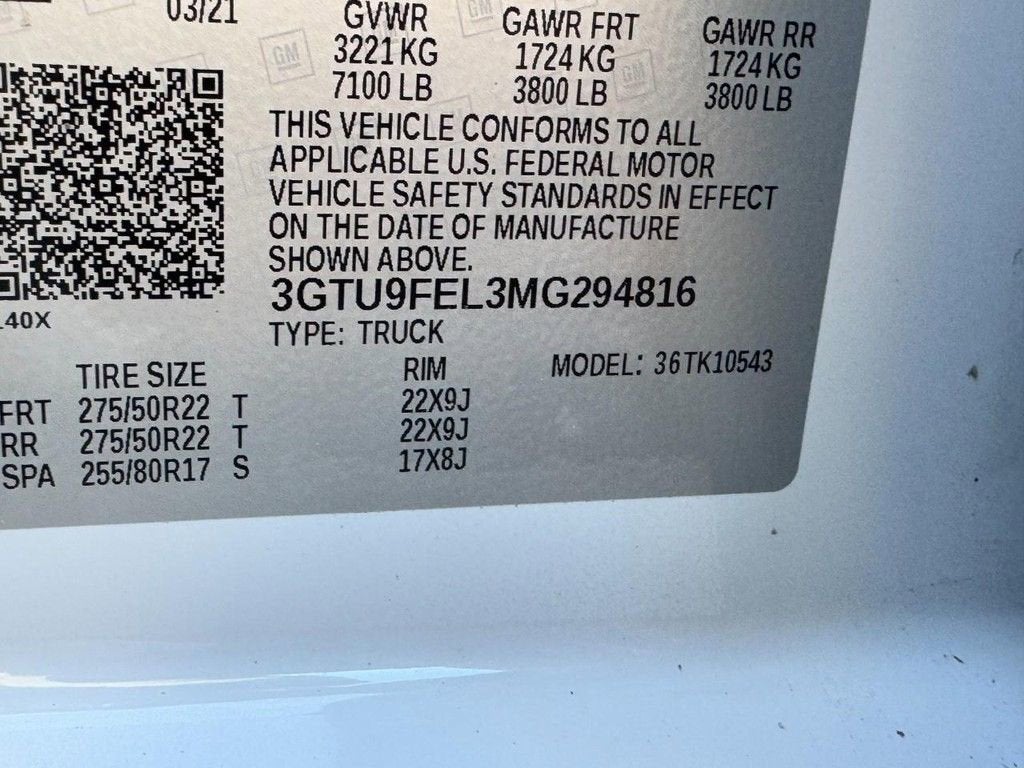 03/21
GVWR GAWR FRT GAWR RR
3221 KG 1724 KG 1724 KG
7100 LB 3800 LB 3800 LB
THIS VEHICLE CONFORMS TO ALL
APPLICABLE U.S. FEDERAL MOTOR
VEHICLE SAFETY STANDARDS IN EFFECT
ON THE DATE OF MANUFACTURE
SHOWN ABOVE.
3GTU9FEL3MG294816
40X
TYPE: TRUCK
MODEL: 36TK10543
TIRE SIZE RIM
FRT 275/50R22 T 22X9J
RR 275/50R22 T 22X9J
SPA 255/80R17 S 17X8J
GM
GM
GM